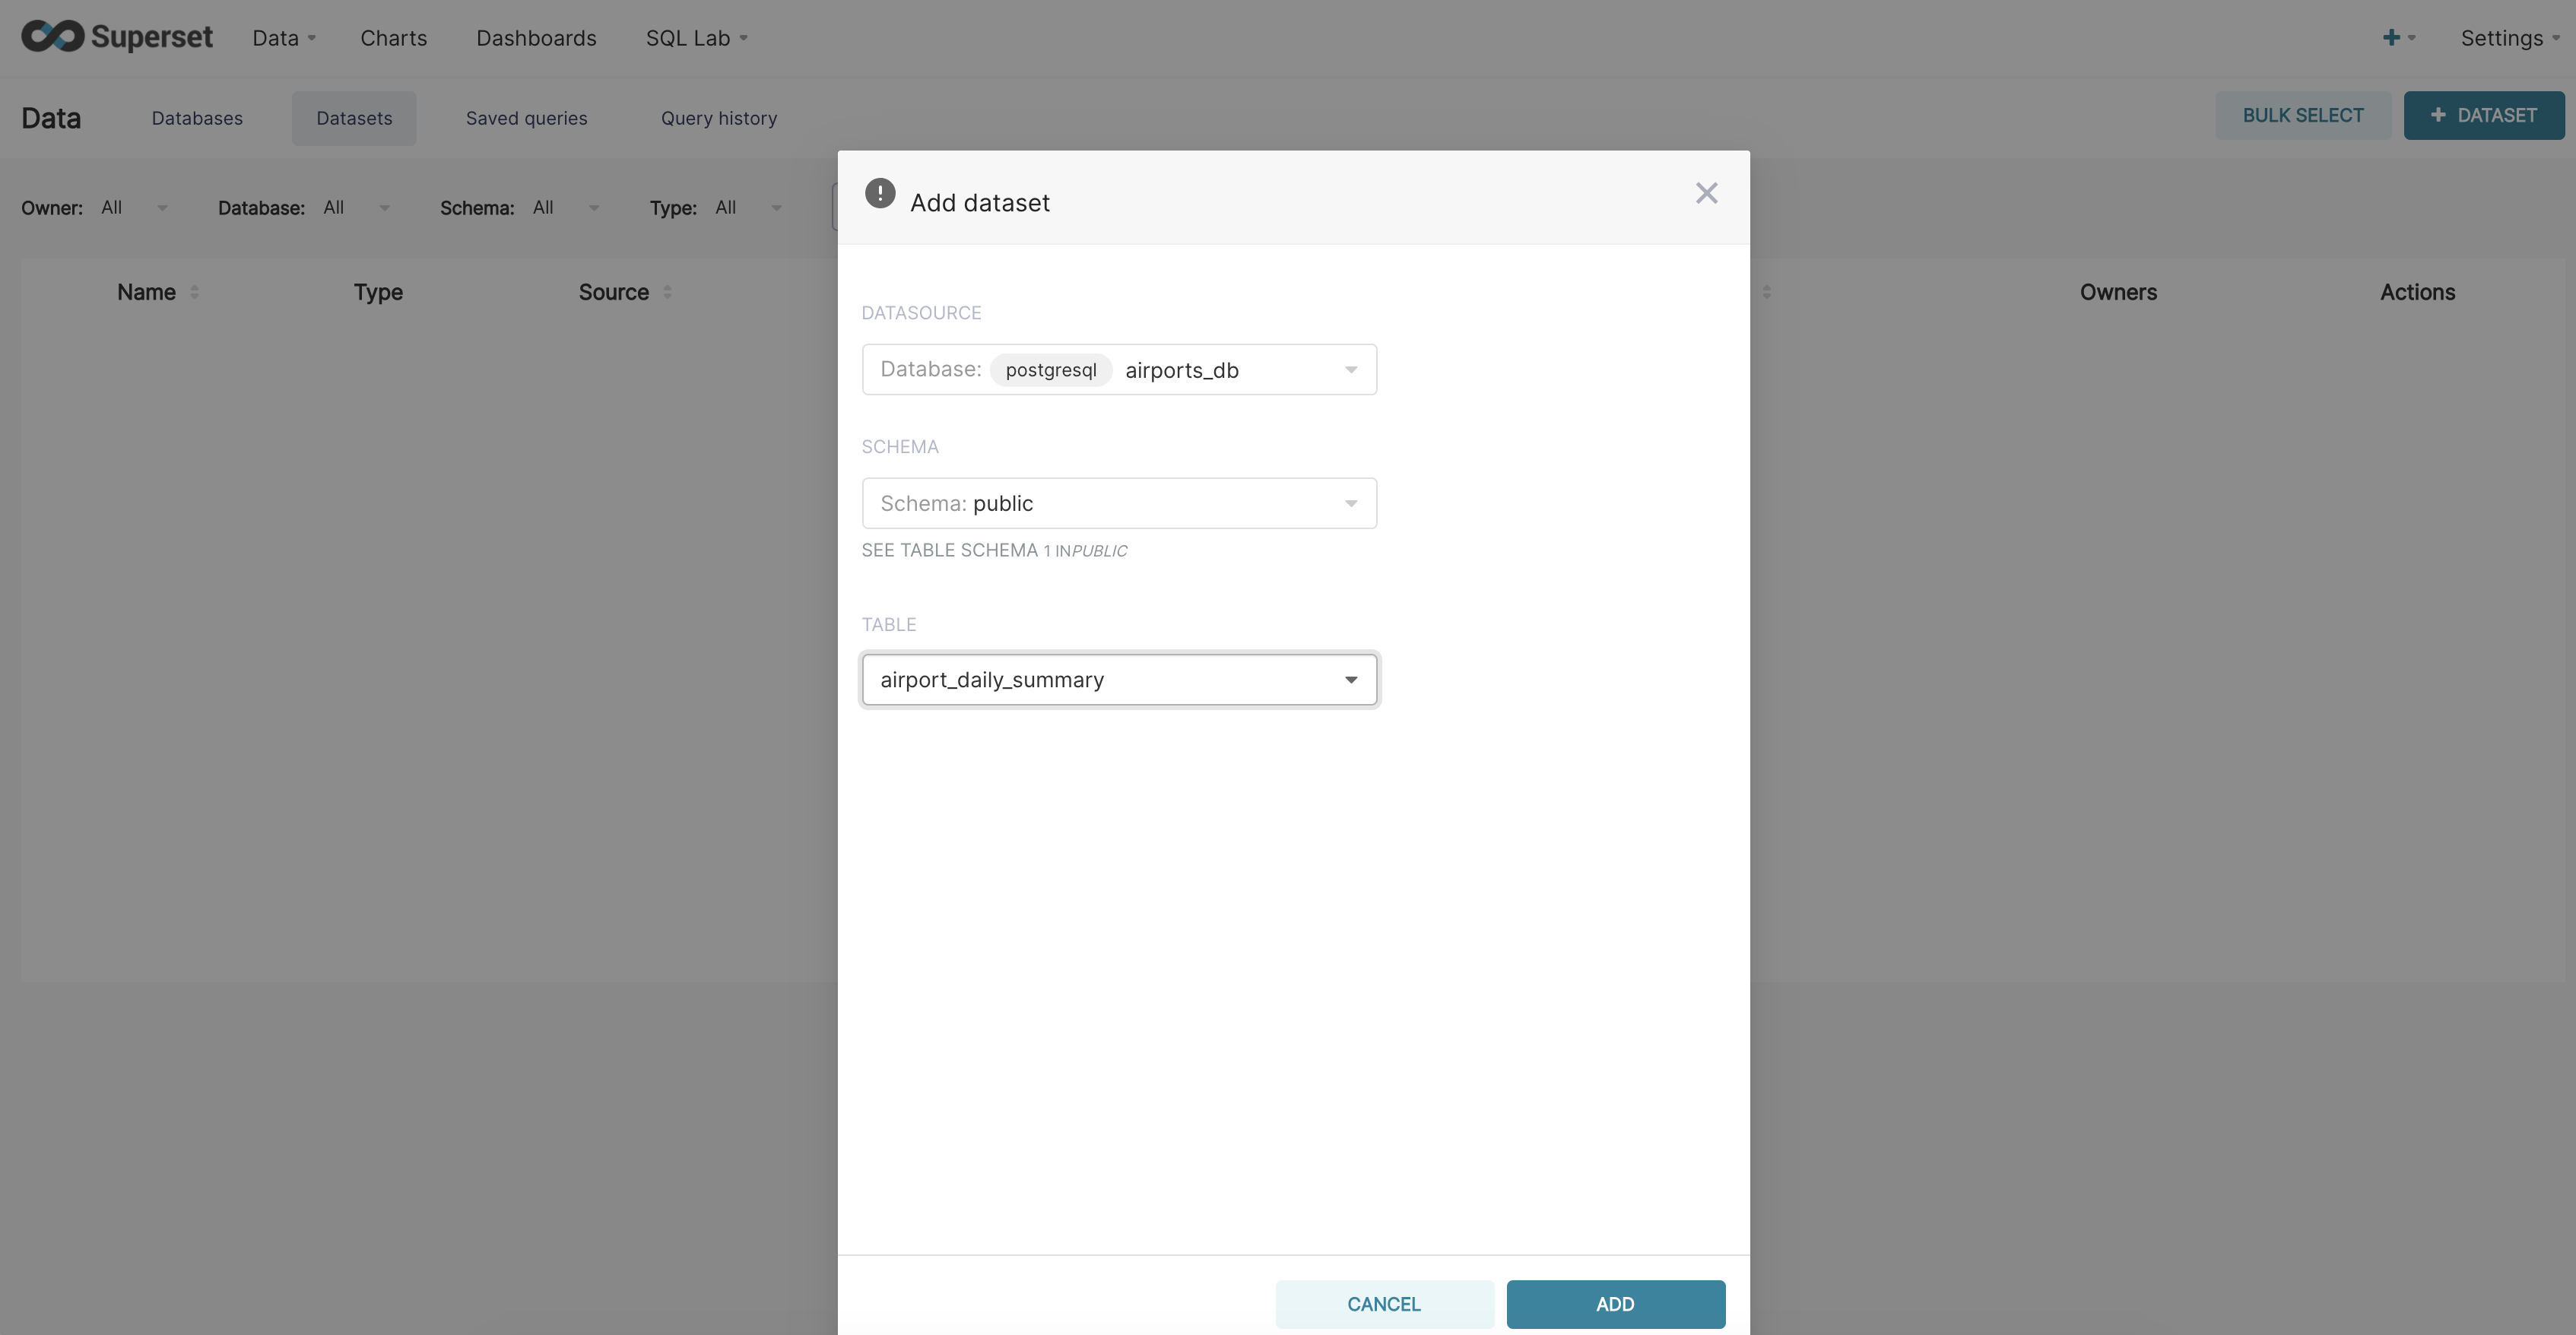 Superset Data Charts Dashboards SQL Lab + Settings
Data Databases Datasets Saved queries Query history BULK SELECT + DATASET
Owner: All Database: All Schema: All Type: All
Name Type Source Owners Actions
! Add dataset
DATASOURCE
Database: postgresql airports_db
SCHEMA
Schema: public
SEE TABLE SCHEMA 1 IN PUBLIC
TABLE
airport_daily_summary
CANCEL ADD